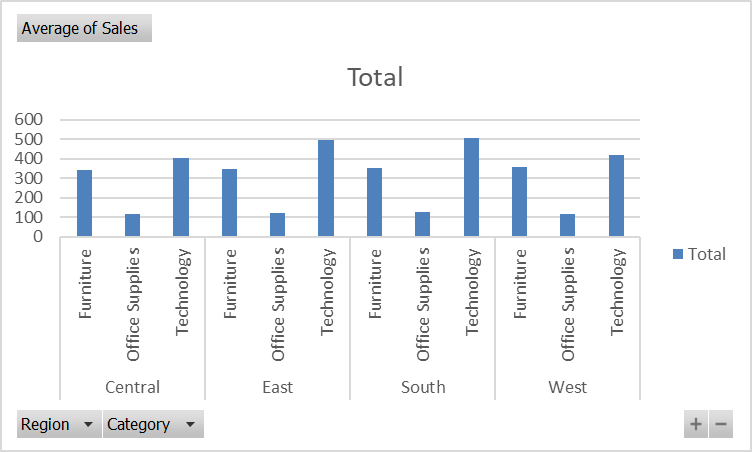 Average of Sales
Total
600
500
400
300
200
100
0
Furniture
Office Supplies
Technology
Furniture
Office Supplies
Technology
Furniture
Office Supplies
Technology
Furniture
Office Supplies
Technology
Central
East
South
West
Total
Region
Category
+
−